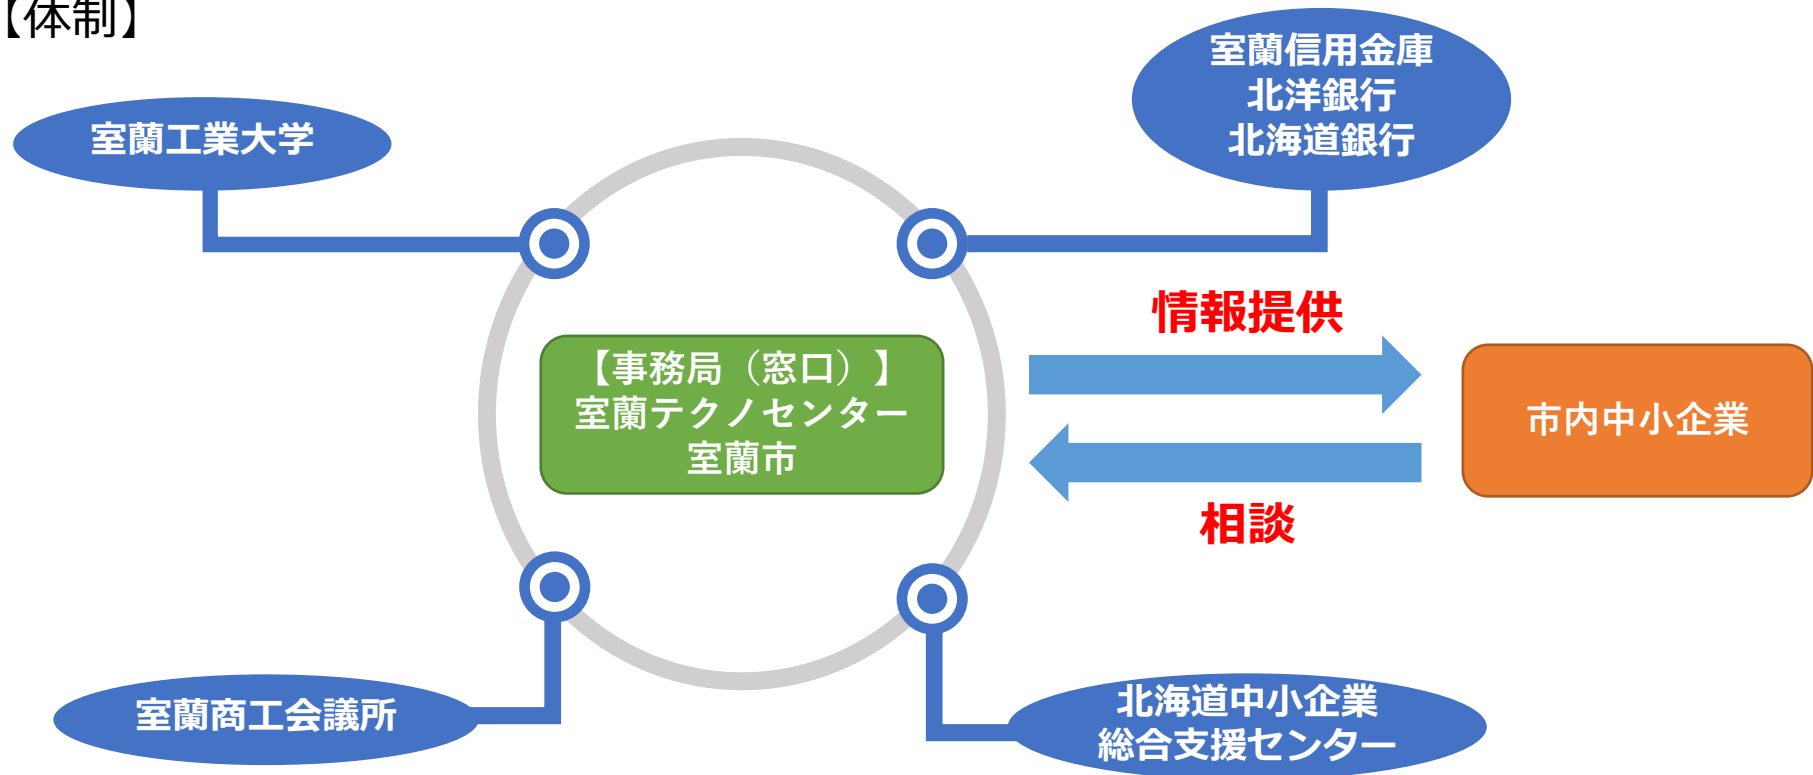 【体制】
室蘭信用金庫
北洋銀行
北海道銀行
室蘭工業大学
情報提供
【事務局（窓口）】
室蘭テクノセンター
室蘭市
市内中小企業
相談
室蘭商工会議所
北海道中小企業
総合支援センター